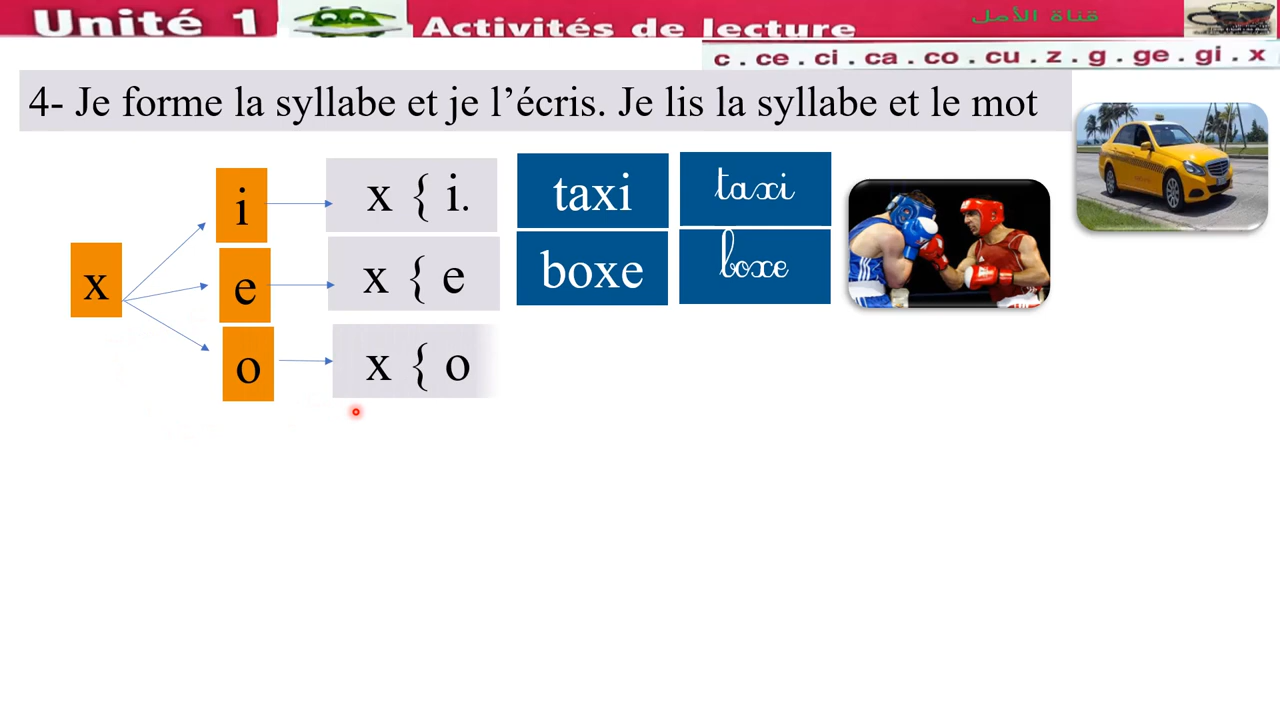 Unité 1
Activités de lecture
قناة الأمل
c . ce . ci . ca . co . cu . z . g . ge . gi . x
4- Je forme la syllabe et je l’écris. Je lis la syllabe et le mot
i
x { i.
taxi
taxi
x
e
x { e
boxe
boxe
o
x { o